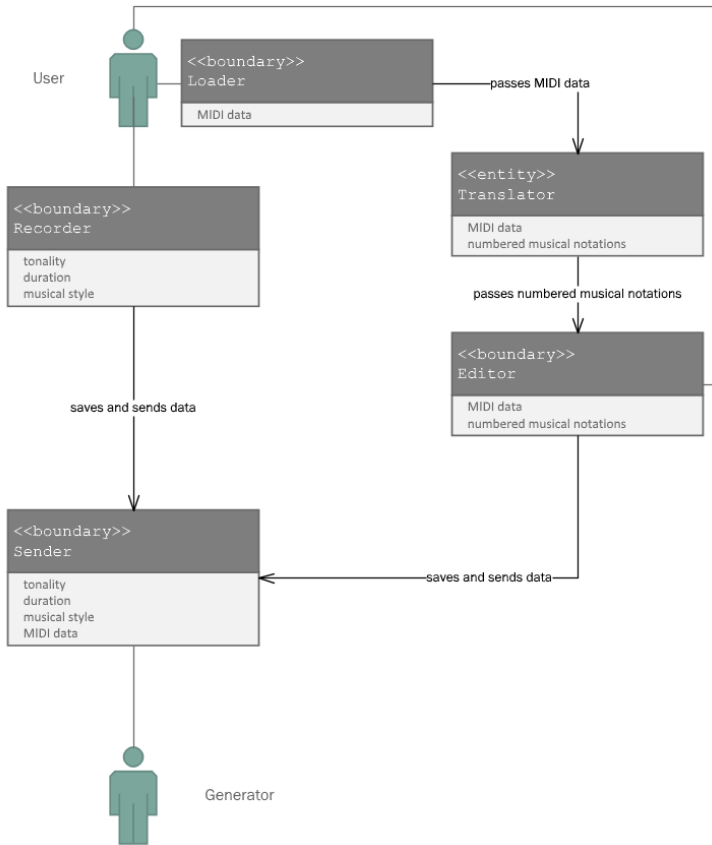 User
<<boundary>>
Loader
MIDI data
passes MIDI data
<<entity>>
Translator
MIDI data
numbered musical notations
<<boundary>>
Recorder
tonality
duration
musical style
passes numbered musical notations
<<boundary>>
Editor
MIDI data
numbered musical notations
saves and sends data
<<boundary>>
Sender
tonality
duration
musical style
MIDI data
saves and sends data
Generator